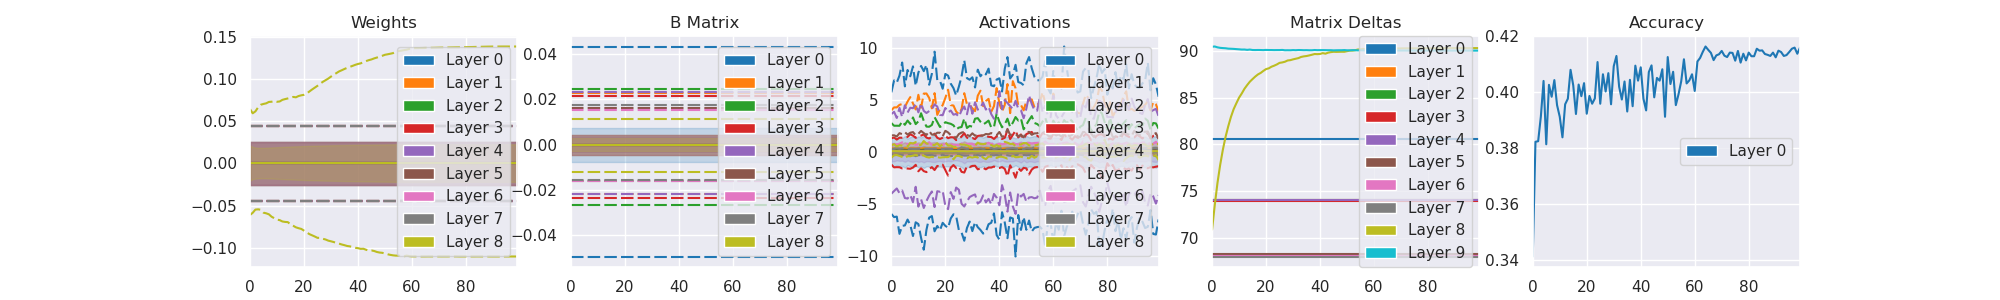 Weights
0.15
0.10
0.05
0.00
−0.05
−0.10
0 20 40 60 80
Layer 0
Layer 1
Layer 2
Layer 3
Layer 4
Layer 5
Layer 6
Layer 7
Layer 8
B Matrix
0.04
0.02
0.00
−0.02
−0.04
0 20 40 60 80
Layer 0
Layer 1
Layer 2
Layer 3
Layer 4
Layer 5
Layer 6
Layer 7
Layer 8
Activations
10
5
0
−5
−10
0 20 40 60 80
Layer 0
Layer 1
Layer 2
Layer 3
Layer 4
Layer 5
Layer 6
Layer 7
Layer 8
Matrix Deltas
90
85
80
75
70
0 20 40 60 80
Layer 0
Layer 1
Layer 2
Layer 3
Layer 4
Layer 5
Layer 6
Layer 7
Layer 8
Layer 9
Accuracy
0.42
0.40
0.38
0.36
0.34
0 20 40 60 80
Layer 0